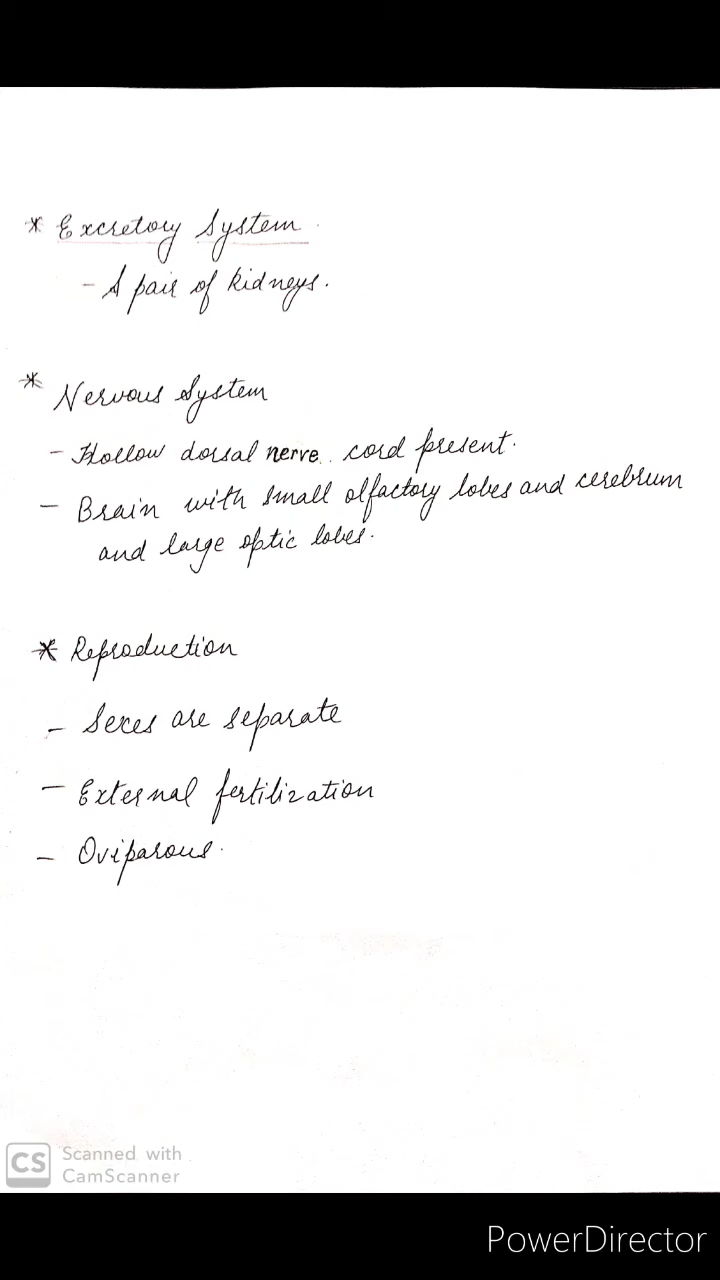 * Excretory System
- A pair of kidneys.
* Nervous System
- Hollow dorsal nerve cord present.
- Brain with small olfactory lobes and cerebrum
and large optic lobes.
* Reproduction
- Sexes are separate
- External fertilization
- Oviparous.
CS Scanned with
CamScanner
PowerDirector